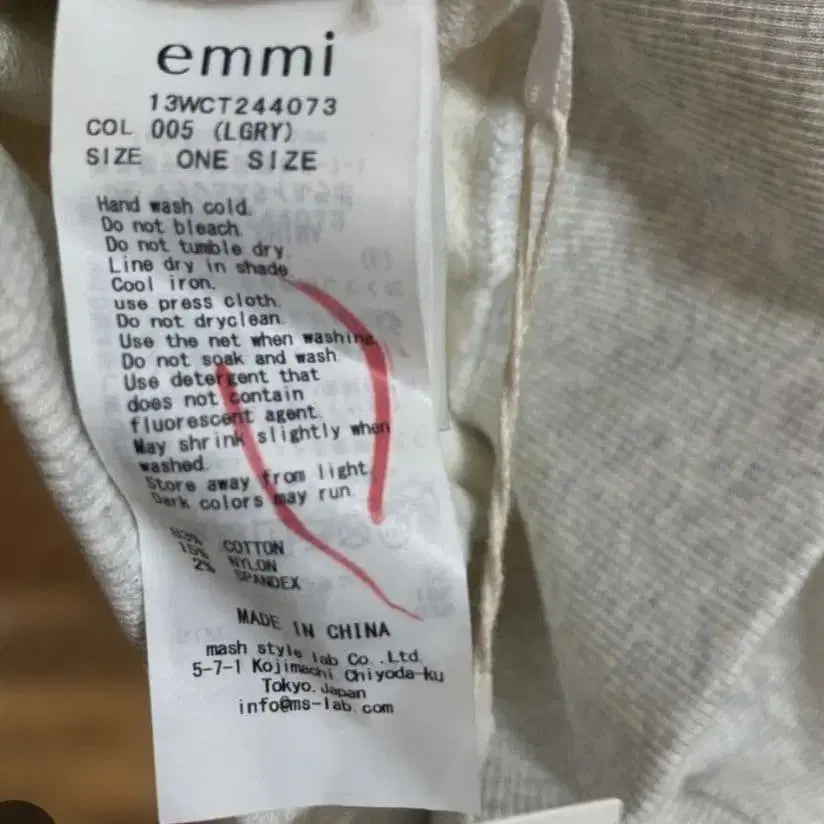 emmi
13WCT244073
COL 005 (LGRY)
SIZE ONE SIZE
Hand wash cold.
Do not bleach.
Do not tumble dry.
Line dry in shade.
Cool iron.
use press cloth.
Do not dryclean.
Use the net when washing
Do not soak and wash
Use detergent that
does not contain
fluorescent agent.
May shrink slightly when
washed.
Store away from light.
Dark colors may run.
83% COTTON
15% NYLON
2% SPANDEX
MADE IN CHINA
mash style lab Co.,Ltd.
5-7-1 Kojimachi Chiyoda-ku
Tokyo.Japan
info@ms-lab.com